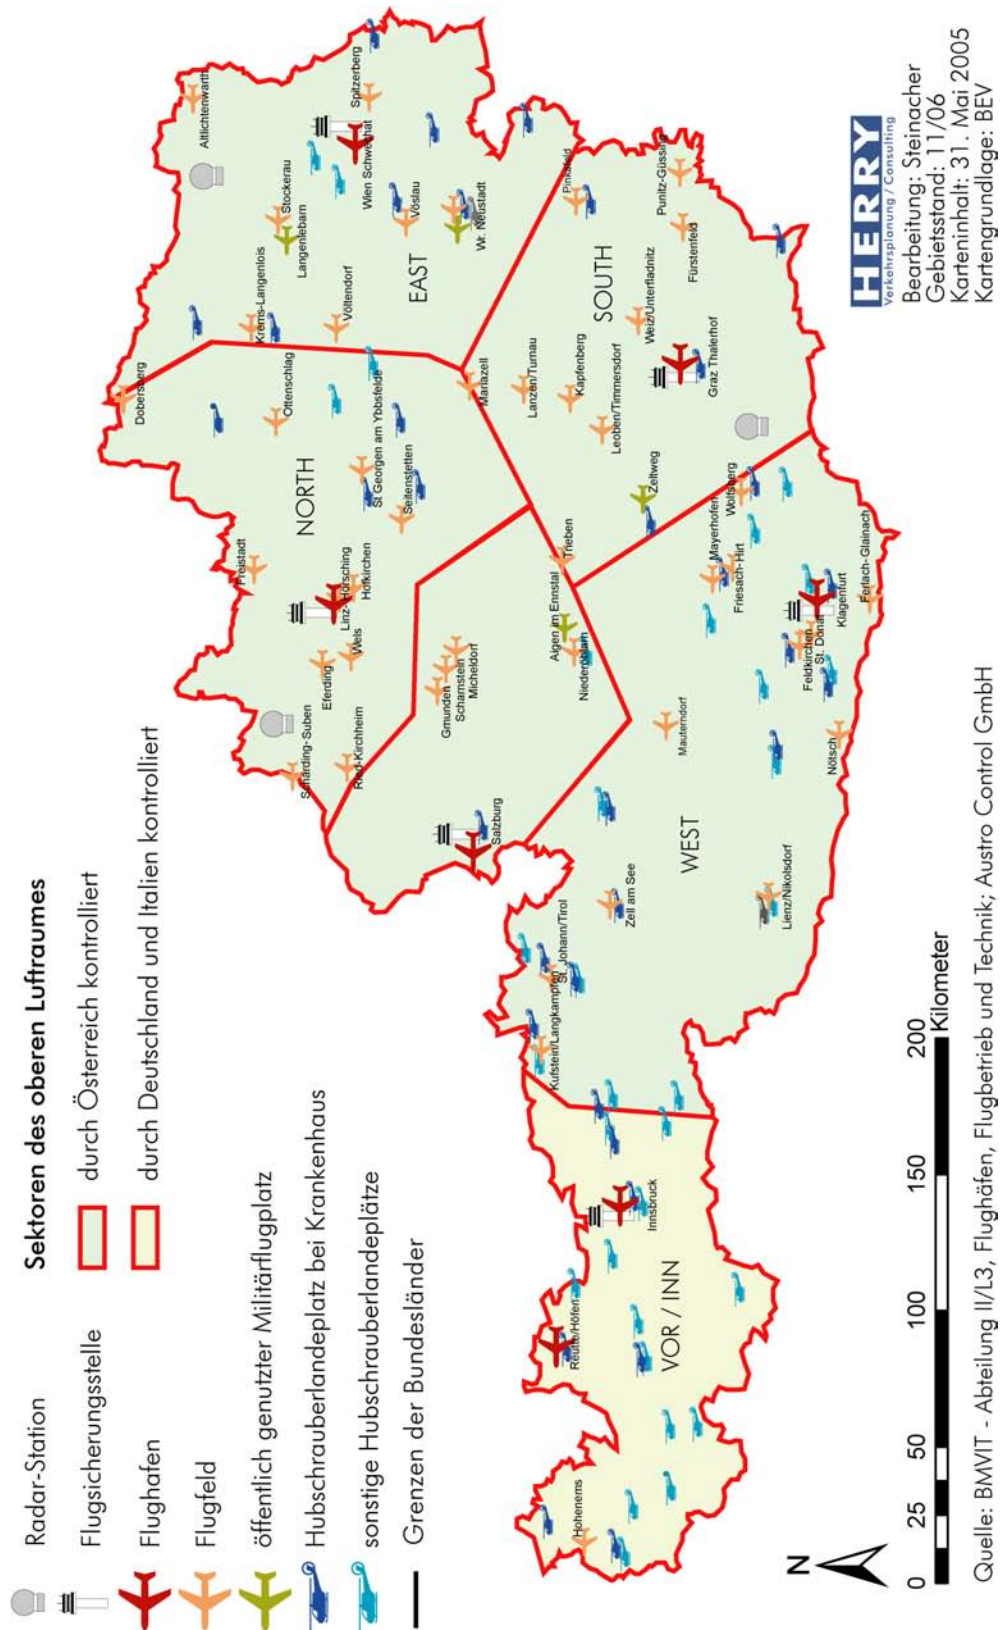 Radar-Station
Flugsicherungsstelle
Flughafen
Flugfeld
öffentlich genutzter Militärflugplatz
Hubschrauberlandeplatz bei Krankenhaus
sonstige Hubschrauberlandeplätze
Grenzen der Bundesländer
Sektoren des oberen Luftraumes
durch Österreich kontrolliert
durch Deutschland und Italien kontrolliert
Dobersberg
Altlichtenwarth
Krems-Langenlois
Stockerau
Langenlebarn
Spitzerberg
Wien Schwechat
Völtendorf
Vöslau
Wr. Neustadt
EAST
Ottenschlag
NORTH
St Georgen am Ybbsfelde
Seitenstetten
Freistadt
Linz-Hörsching
Hofkirchen
Wels
Eferding
Schärding-Suben
Ried-Kirchheim
Gmunden
Scharnstein
Micheldorf
Salzburg
Mariazell
Lanzen/Turnau
Kapfenberg
Leoben/Timmersdorf
Pinkafeld
Punitz-Güssing
Fürstenfeld
Weiz/Unterfladnitz
SOUTH
Graz Thalerhof
Zeltweg
Trieben
Aigen im Ennstal
Niederöblarn
Wolfsberg
Mayerhofen
Friesach-Hirt
Ferlach-Glainach
Klagenfurt
St. Donat
Feldkirchen
Nötsch
Mauterndorf
WEST
Zell am See
Lienz/Nikolsdorf
St. Johann/Tirol
Kufstein/Langkampfen
Innsbruck
Reutte/Höfen
VOR / INN
Hohenems
N
0 25 50 100 150 200
Kilometer
HERRY
Verkehrsplanung / Consulting
Bearbeitung: Steinacher
Gebietsstand: 11/06
Karteninhalt: 31. Mai 2005
Kartengrundlage: BEV
Quelle: BMVIT - Abteilung II/L3, Flughäfen, Flugbetrieb und Technik; Austro Control GmbH